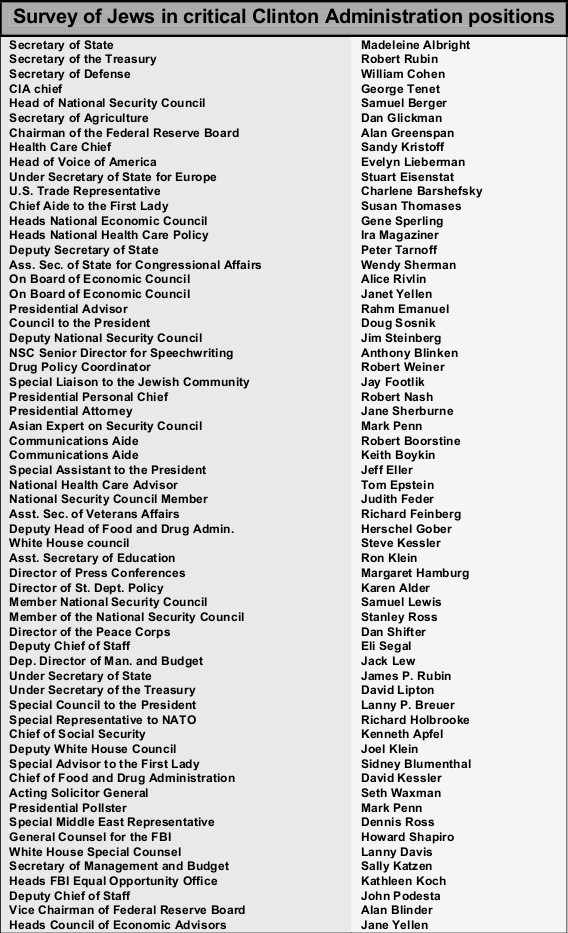 Survey of Jews in critical Clinton Administration positions
Secretary of State Madeleine Albright
Secretary of the Treasury Robert Rubin
Secretary of Defense William Cohen
CIA chief George Tenet
Head of National Security Council Samuel Berger
Secretary of Agriculture Dan Glickman
Chairman of the Federal Reserve Board Alan Greenspan
Health Care Chief Sandy Kristoff
Head of Voice of America Evelyn Lieberman
Under Secretary of State for Europe Stuart Eisenstat
U.S. Trade Representative Charlene Barshefsky
Chief Aide to the First Lady Susan Thomases
Heads National Economic Council Gene Sperling
Heads National Health Care Policy Ira Magaziner
Deputy Secretary of State Peter Tarnoff
Ass. Sec. of State for Congressional Affairs Wendy Sherman
On Board of Economic Council Alice Rivlin
On Board of Economic Council Janet Yellen
Presidential Advisor Rahm Emanuel
Council to the President Doug Sosnik
Deputy National Security Council Jim Steinberg
NSC Senior Director for Speechwriting Anthony Blinken
Drug Policy Coordinator Robert Weiner
Special Liaison to the Jewish Community Jay Footlik
Presidential Personal Chief Robert Nash
Presidential Attorney Jane Sherburne
Asian Expert on Security Council Mark Penn
Communications Aide Robert Boorstine
Communications Aide Keith Boykin
Special Assistant to the President Jeff Eller
National Health Care Advisor Tom Epstein
National Security Council Member Judith Feder
Asst. Sec. of Veterans Affairs Richard Feinberg
Deputy Head of Food and Drug Admin. Herschel Gober
White House council Steve Kessler
Asst. Secretary of Education Ron Klein
Director of Press Conferences Margaret Hamburg
Director of St. Dept. Policy Karen Alder
Member National Security Council Samuel Lewis
Member of the National Security Council Stanley Ross
Director of the Peace Corps Dan Shifter
Deputy Chief of Staff Eli Segal
Dep. Director of Man. and Budget Jack Lew
Under Secretary of State James P. Rubin
Under Secretary of the Treasury David Lipton
Special Council to the President Lanny P. Breuer
Special Representative to NATO Richard Holbrooke
Chief of Social Security Kenneth Apfel
Deputy White House Council Joel Klein
Special Advisor to the First Lady Sidney Blumenthal
Chief of Food and Drug Administration David Kessler
Acting Solicitor General Seth Waxman
Presidential Pollster Mark Penn
Special Middle East Representative Dennis Ross
General Counsel for the FBI Howard Shapiro
White House Special Counsel Lanny Davis
Secretary of Management and Budget Sally Katzen
Heads FBI Equal Opportunity Office Kathleen Koch
Deputy Chief of Staff John Podesta
Vice Chairman of Federal Reserve Board Alan Blinder
Heads Council of Economic Advisors Jane Yellen